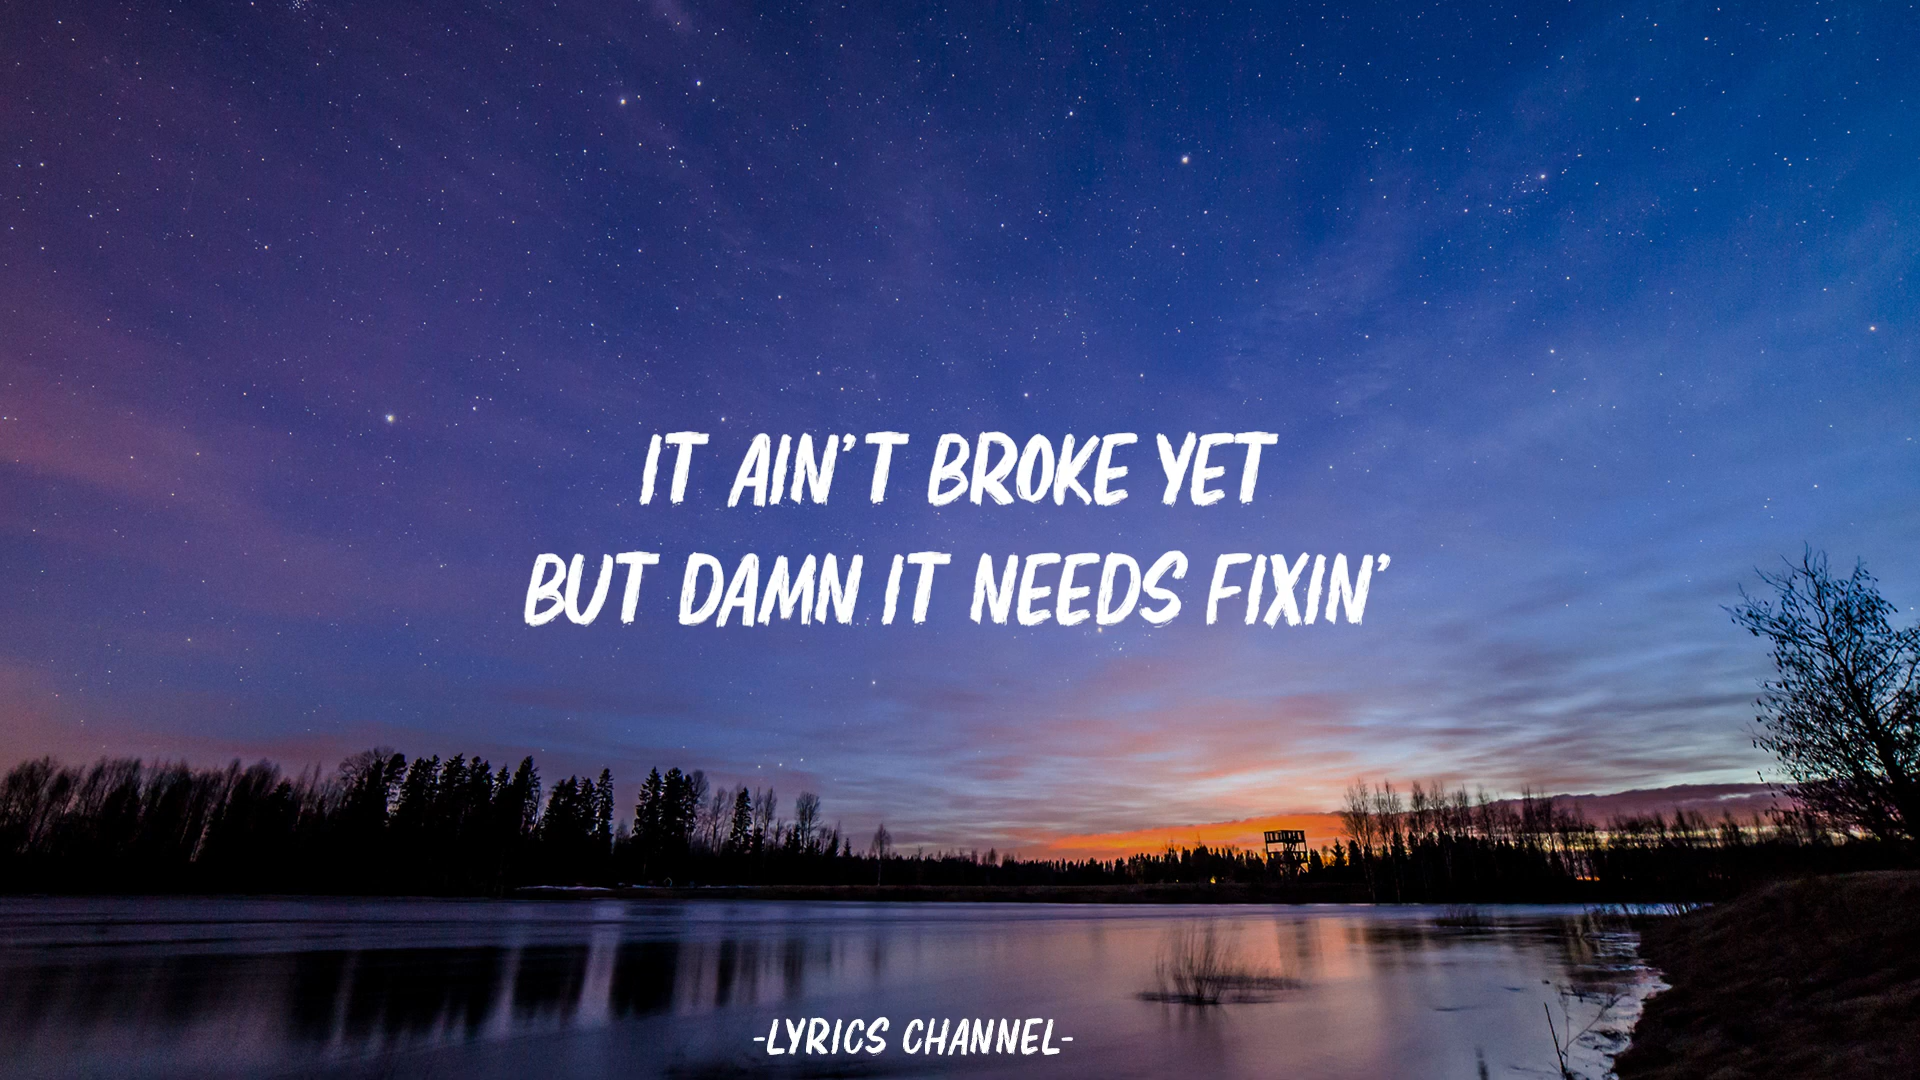 IT AIN'T BROKE YET
BUT DAMN IT NEEDS FIXIN'
-LYRICS CHANNEL-